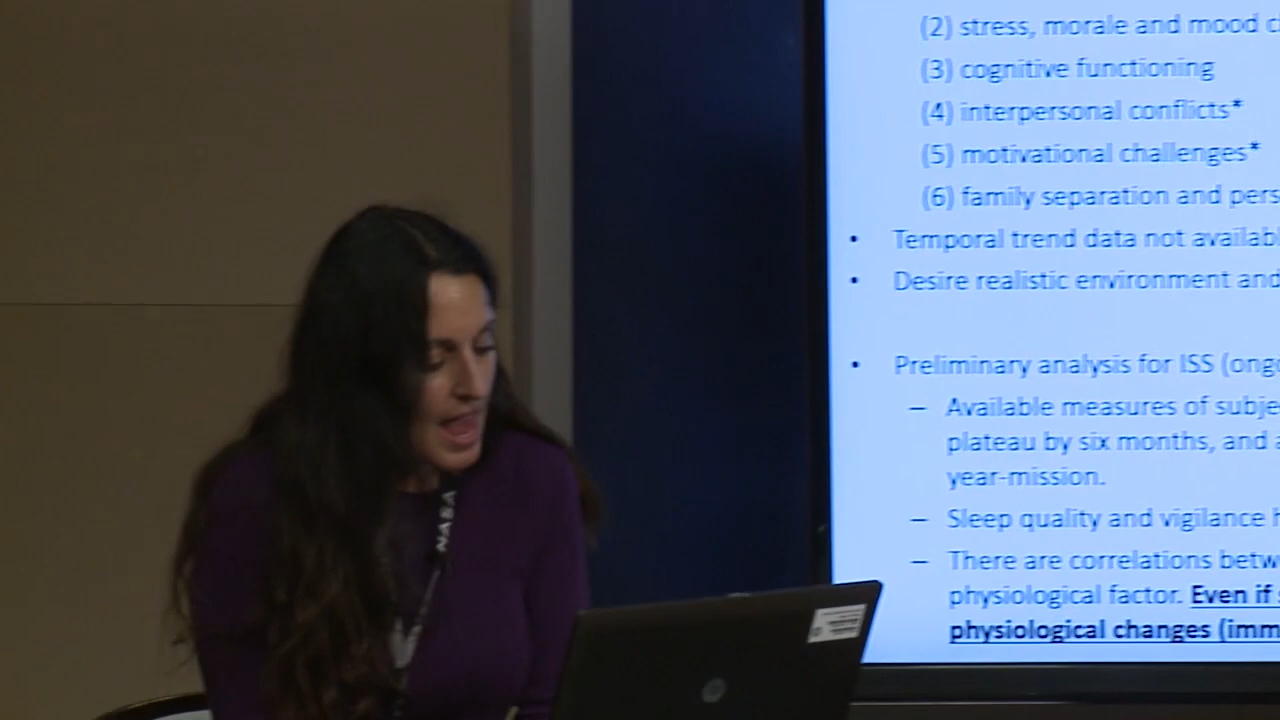 (2) stress, morale and mood
(3) cognitive functioning
(4) interpersonal conflicts*
(5) motivational challenges*
(6) family separation and pers
• Temporal trend data not availabl
• Desire realistic environment and
• Preliminary analysis for ISS (ongo
– Available measures of subje
plateau by six months, and a
year-mission.
– Sleep quality and vigilance
– There are correlations betw
physiological factor. Even if
physiological changes (imm
NASA
hp